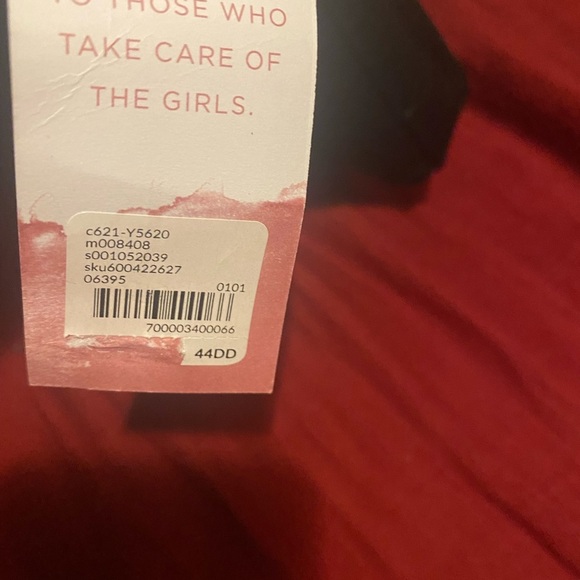 TO THOSE WHO
TAKE CARE OF
THE GIRLS.
c621-Y5620
m008408
s001052039
sku600422627
06395
0101
700003400066
44DD